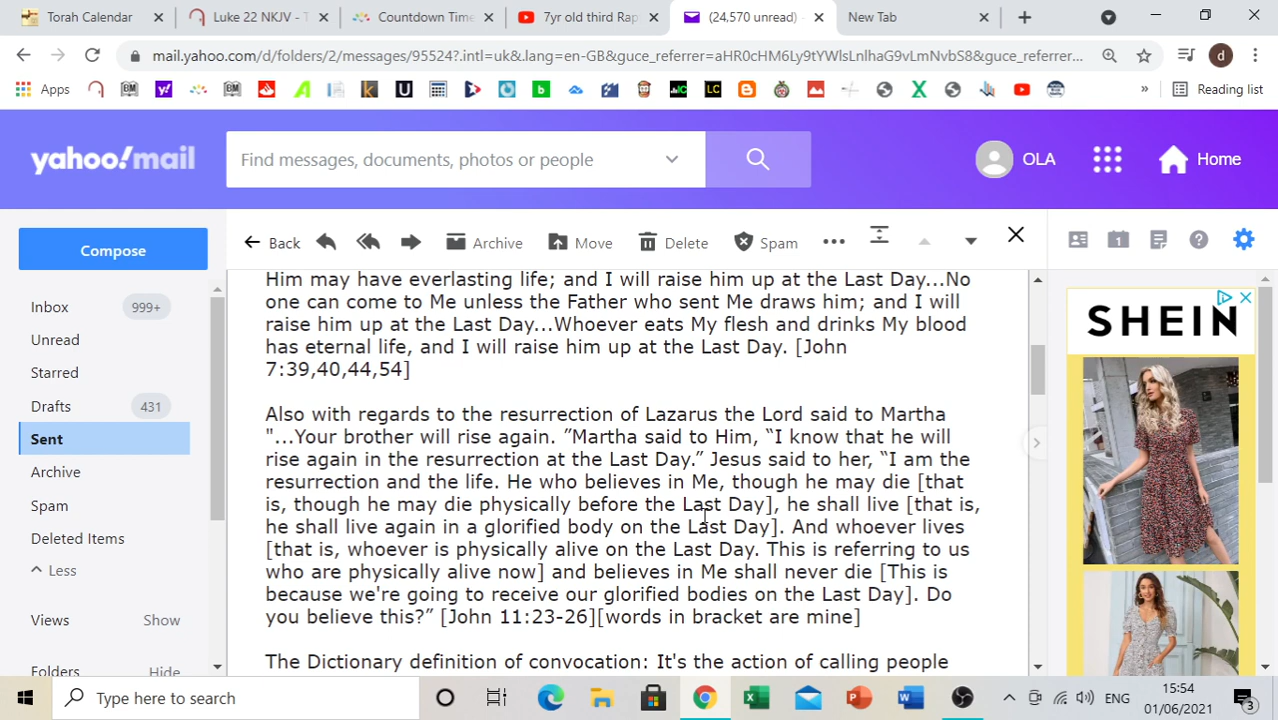 Torah Calendar
Luke 22 NKJV - T
Countdown Time
7yr old third Rap
(24,570 unread)
New Tab
mail.yahoo.com/d/folders/2/messages/95524?.intl=uk&lang=en-GB&guce_referrer=aHR0cHM6Ly9tYWlsLnlhaG9vLmNvbS8&guce_referrer...
d
Apps
Reading list
yahoo!mail
Find messages, documents, photos or people
OLA
Home
Compose
Back
Archive
Move
Delete
Spam
Inbox 999+
Unread
Starred
Drafts 431
Sent
Archive
Spam
Deleted Items
Less
Views Show
Folders Hide
Him may have everlasting life; and I will raise him up at the Last Day...No
one can come to Me unless the Father who sent Me draws him; and I will
raise him up at the Last Day...Whoever eats My flesh and drinks My blood
has eternal life, and I will raise him up at the Last Day. [John
7:39,40,44,54]
Also with regards to the resurrection of Lazarus the Lord said to Martha
"...Your brother will rise again. ”Martha said to Him, “I know that he will
rise again in the resurrection at the Last Day.” Jesus said to her, “I am the
resurrection and the life. He who believes in Me, though he may die [that
is, though he may die physically before the Last Day], he shall live [that is,
he shall live again in a glorified body on the Last Day]. And whoever lives
[that is, whoever is physically alive on the Last Day. This is referring to us
who are physically alive now] and believes in Me shall never die [This is
because we're going to receive our glorified bodies on the Last Day]. Do
you believe this?” [John 11:23-26][words in bracket are mine]
The Dictionary definition of convocation: It's the action of calling people
SHEIN
Type here to search
ENG
15:54
01/06/2021
3